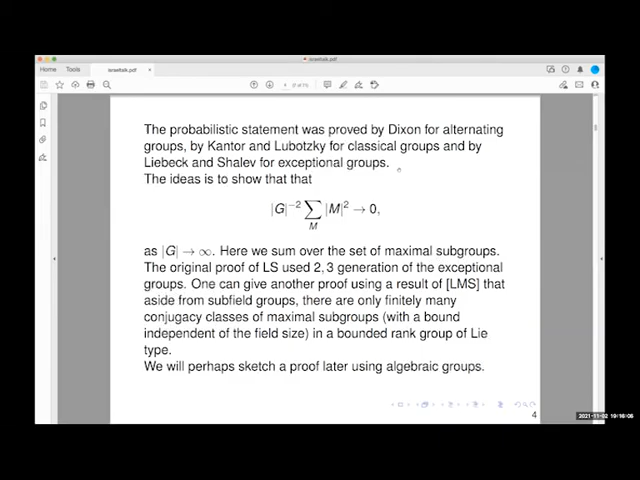 israeltalk.pdf
Home Tools israeltalk.pdf ×
The probabilistic statement was proved by Dixon for alternating
groups, by Kantor and Lubotzky for classical groups and by
Liebeck and Shalev for exceptional groups.
The ideas is to show that that
|G|⁻² ∑ |M|² → 0,
M
as |G| → ∞. Here we sum over the set of maximal subgroups.
The original proof of LS used 2, 3 generation of the exceptional
groups. One can give another proof using a result of [LMS] that
aside from subfield groups, there are only finitely many
conjugacy classes of maximal subgroups (with a bound
independent of the field size) in a bounded rank group of Lie
type.
We will perhaps sketch a proof later using algebraic groups.
4
2021-11-02 19:16:06